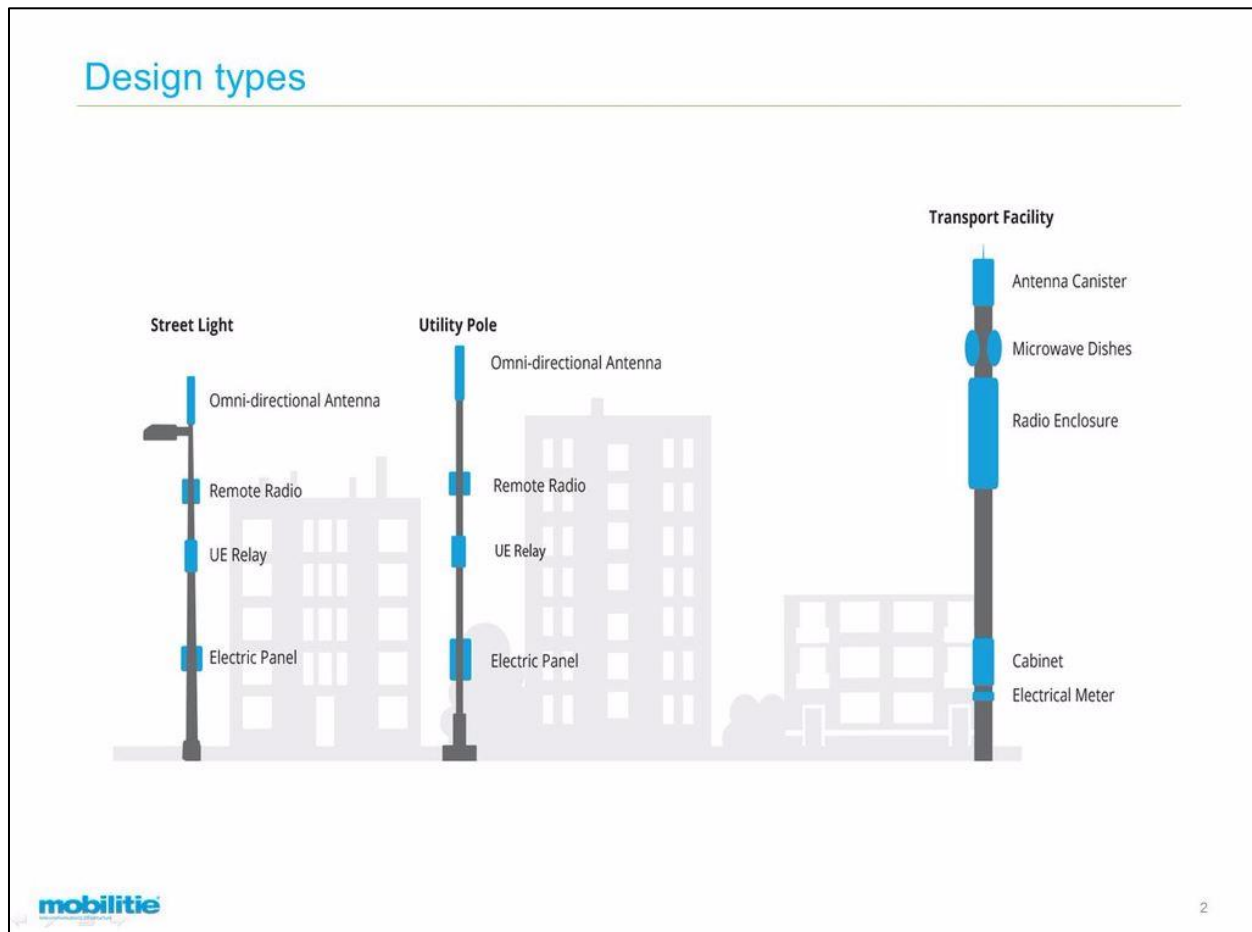 Design types
Street Light
Omni-directional Antenna
Remote Radio
UE Relay
Electric Panel
Utility Pole
Omni-directional Antenna
Remote Radio
UE Relay
Electric Panel
Transport Facility
Antenna Canister
Microwave Dishes
Radio Enclosure
Cabinet
Electrical Meter
mobilitie
2